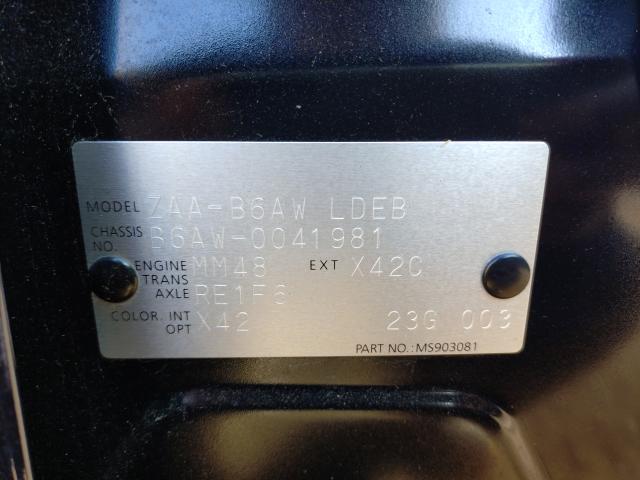 MODEL ZAA-B6AW LDEB
CHASSIS NO. B6AW-0041981
ENGINE MM48 EXT X42C
TRANS AXLE RE1F6
COLOR. INT X42 23G 003
OPT
PART NO.:MS903081